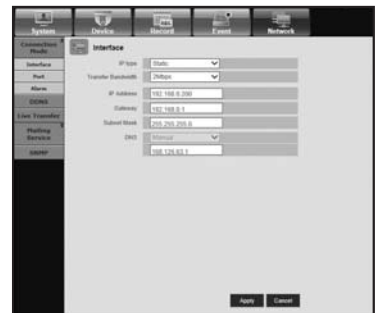 System Device Record Event Network
Connection Mode
Interface
Port
Alarm
DDNS
Live Transfer
Mailing Service
SNMP
Interface
IP type Static
Transfer Bandwidth 2Mbps
IP Address 192.168.0.200
Gateway 192.168.0.1
Subnet Mask 255.255.255.0
DNS Manual
168.126.63.1
Apply Cancel